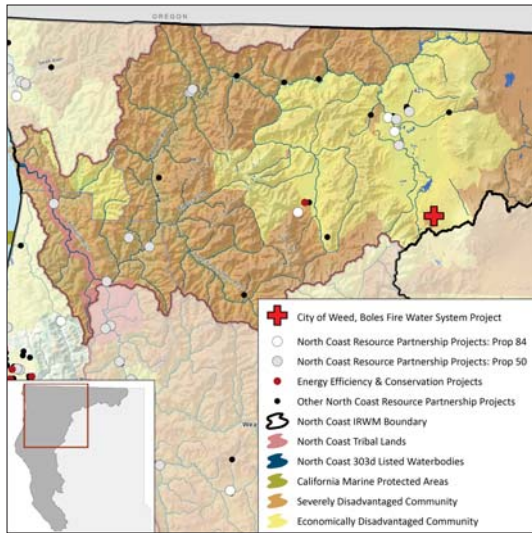 OREGON
City of Weed, Boles Fire Water System Project
North Coast Resource Partnership Projects: Prop 84
North Coast Resource Partnership Projects: Prop 50
Energy Efficiency & Conservation Projects
Other North Coast Resource Partnership Projects
North Coast IRWM Boundary
North Coast Tribal Lands
North Coast 303d Listed Waterbodies
California Marine Protected Areas
Severely Disadvantaged Community
Economically Disadvantaged Community
Wea